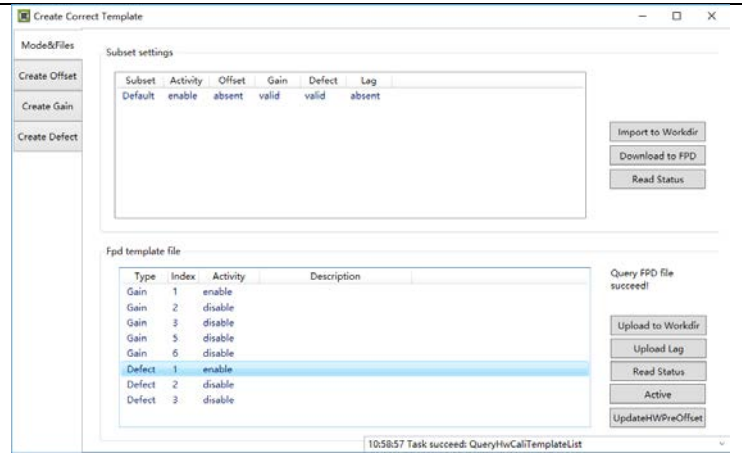 Create Correct Template
Mode&Files
Create Offset
Create Gain
Create Defect
Subset settings
Subset Activity Offset Gain Defect Lag
Default enable absent valid valid absent
Import to Workdir
Download to FPD
Read Status
Fpd template file
Type Index Activity Description
Gain 1 enable
Gain 2 disable
Gain 3 disable
Gain 5 disable
Gain 6 disable
Defect 1 enable
Defect 2 disable
Defect 3 disable
Query FPD file
succeed!
Upload to Workdir
Upload Lag
Read Status
Active
UpdateHWPreOffset
10:58:57 Task succeed: QueryHwCaliTemplateList